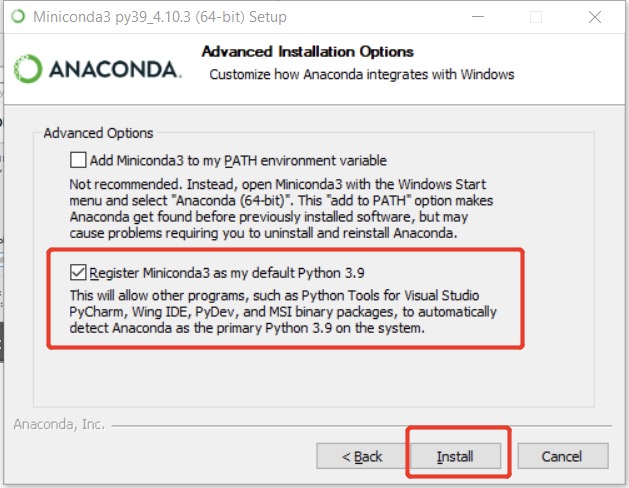 Miniconda3 py39_4.10.3 (64-bit) Setup
ANACONDA.
Advanced Installation Options
Customize how Anaconda integrates with Windows
Advanced Options
Add Miniconda3 to my PATH environment variable
Not recommended. Instead, open Miniconda3 with the Windows Start
menu and select "Anaconda (64-bit)". This "add to PATH" option makes
Anaconda get found before previously installed software, but may
cause problems requiring you to uninstall and reinstall Anaconda.
Register Miniconda3 as my default Python 3.9
This will allow other programs, such as Python Tools for Visual Studio
PyCharm, Wing IDE, PyDev, and MSI binary packages, to automatically
detect Anaconda as the primary Python 3.9 on the system.
Anaconda, Inc.
< Back
Install
Cancel